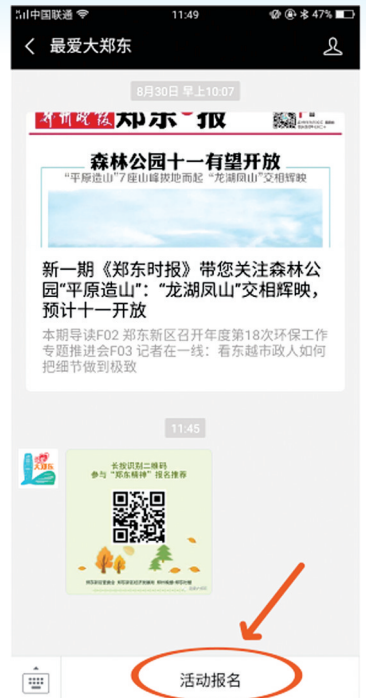 中国联通
11:49
47%
最爱大郑东
8月30日 早上10:07
郑州晚报 郑东 报
森林公园十一有望开放
“平原造山”7座山峰拔地而起 “龙湖凤山”交相辉映
新一期《郑东时报》带您关注森林公
园“平原造山”：“龙湖凤山”交相辉映，
预计十一开放
本期导读F02 郑东新区召开年度第18次环保工作
专题推进会F03 记者在一线：看东越市政人如何
把细节做到极致
11:45
大郑东
长按识别二维码
参与“郑东精神”报名推荐
活动报名